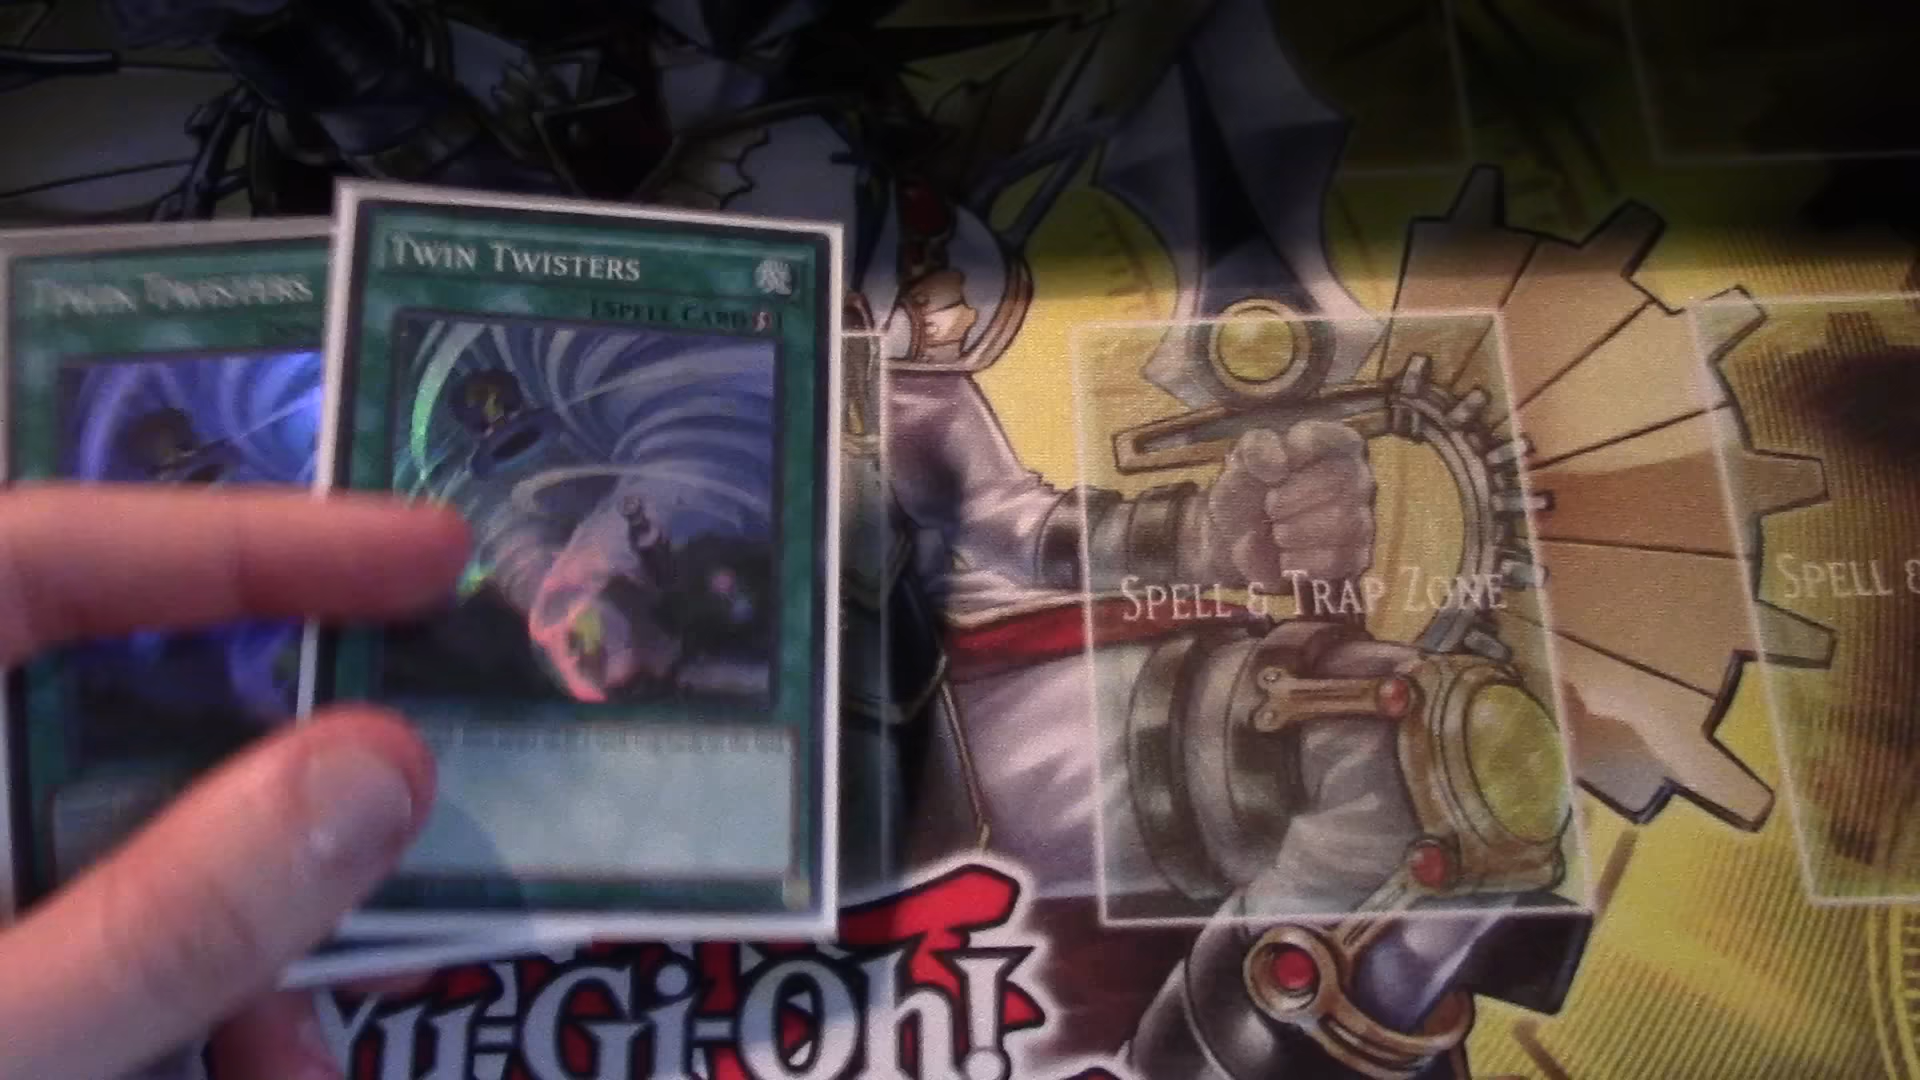 TWIN TWISTERS
TWIN TWISTERS
[SPELL CARD]
SPELL & TRAP ZONE
SPELL &
Yu-Gi-Oh!